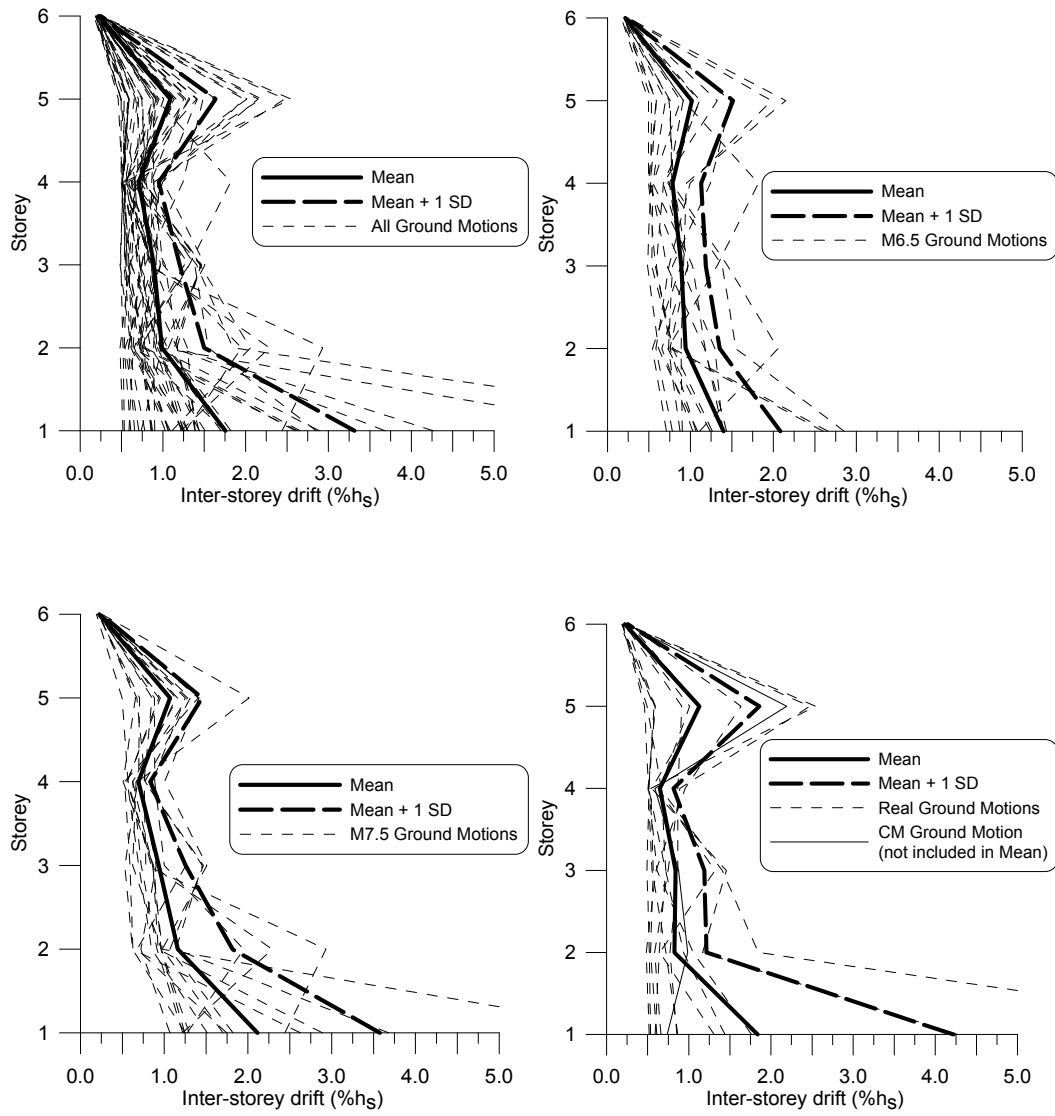 6
5
4
3
2
1
Storey
Mean
Mean + 1 SD
All Ground Motions
0.0 1.0 2.0 3.0 4.0 5.0
Inter-storey drift (%hs)
6
5
4
3
2
1
Storey
Mean
Mean + 1 SD
M6.5 Ground Motions
0.0 1.0 2.0 3.0 4.0 5.0
Inter-storey drift (%hs)
6
5
4
3
2
1
Storey
Mean
Mean + 1 SD
M7.5 Ground Motions
0.0 1.0 2.0 3.0 4.0 5.0
Inter-storey drift (%hs)
6
5
4
3
2
1
Storey
Mean
Mean + 1 SD
Real Ground Motions
CM Ground Motion
(not included in Mean)
0.0 1.0 2.0 3.0 4.0 5.0
Inter-storey drift (%hs)